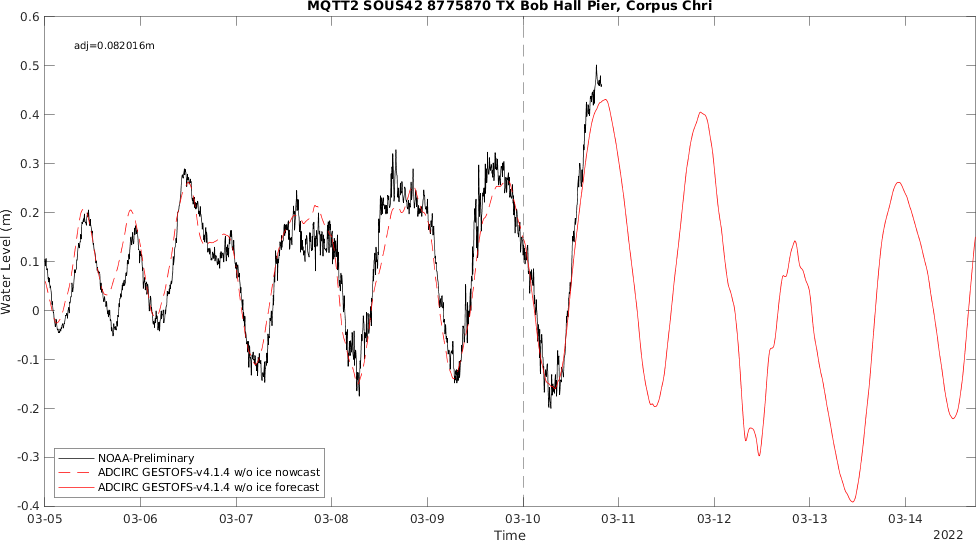 MQTT2 SOUS42 8775870 TX Bob Hall Pier, Corpus Chri
adj=0.082016m
0.6
0.5
0.4
0.3
0.2
0.1
0
-0.1
-0.2
-0.3
-0.4
Water Level (m)
NOAA-Preliminary
ADCIRC GESTOFS-v4.1.4 w/o ice nowcast
ADCIRC GESTOFS-v4.1.4 w/o ice forecast
03-05 03-06 03-07 03-08 03-09 03-10 03-11 03-12 03-13 03-14
Time
2022